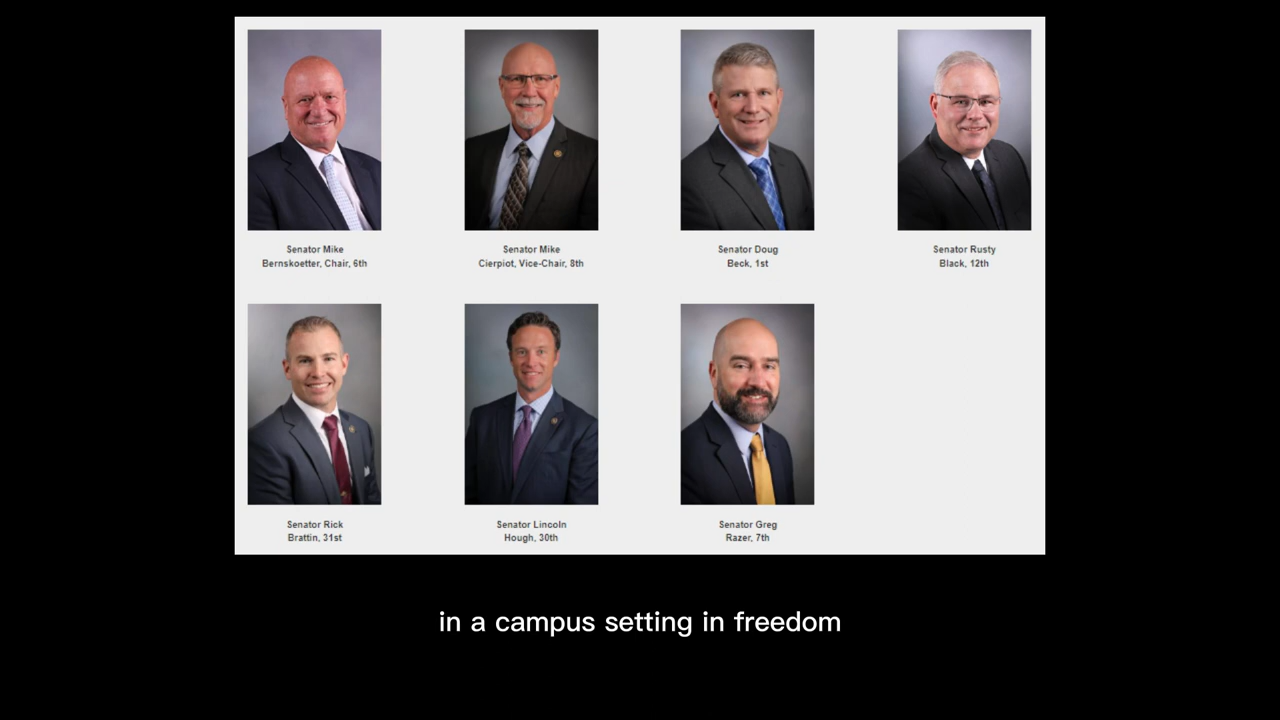 Senator Mike
Bernskoetter, Chair, 6th
Senator Mike
Cierpiot, Vice-Chair, 8th
Senator Doug
Beck, 1st
Senator Rusty
Black, 12th
Senator Rick
Brattin, 31st
Senator Lincoln
Hough, 30th
Senator Greg
Razer, 7th
in a campus setting in freedom